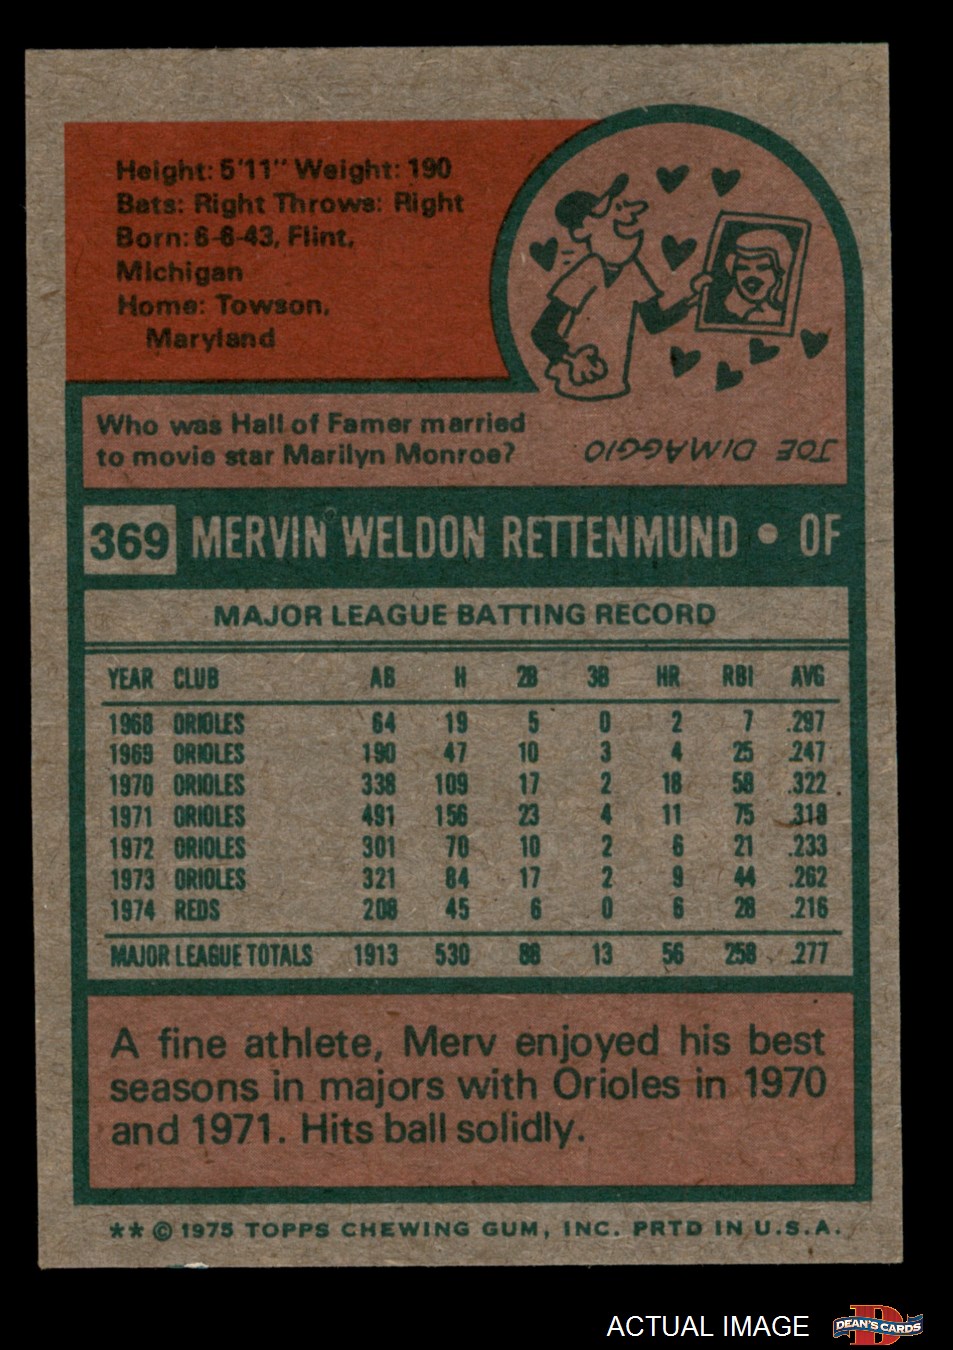 Height: 5'11" Weight: 190
Bats: Right Throws: Right
Born: 6-6-43, Flint,
Michigan
Home: Towson,
Maryland
Who was Hall of Famer married
to movie star Marilyn Monroe?
JOE DIMAGGIO
369 MERVIN WELDON RETTENMUND • OF
MAJOR LEAGUE BATTING RECORD
YEAR CLUB AB H 2B 3B HR RBI AVG
1968 ORIOLES 64 19 5 0 2 7 .297
1969 ORIOLES 190 47 10 3 4 25 .247
1970 ORIOLES 338 109 17 2 18 58 .322
1971 ORIOLES 491 156 23 4 11 75 .318
1972 ORIOLES 301 70 10 2 6 21 .233
1973 ORIOLES 321 84 17 2 9 44 .262
1974 REDS 208 45 6 0 6 28 .216
MAJOR LEAGUE TOTALS 1913 530 88 13 56 258 .277
A fine athlete, Merv enjoyed his best
seasons in majors with Orioles in 1970
and 1971. Hits ball solidly.
** © 1975 TOPPS CHEWING GUM, INC. PRTD IN U.S.A.
ACTUAL IMAGE
D
DEAN'S CARDS